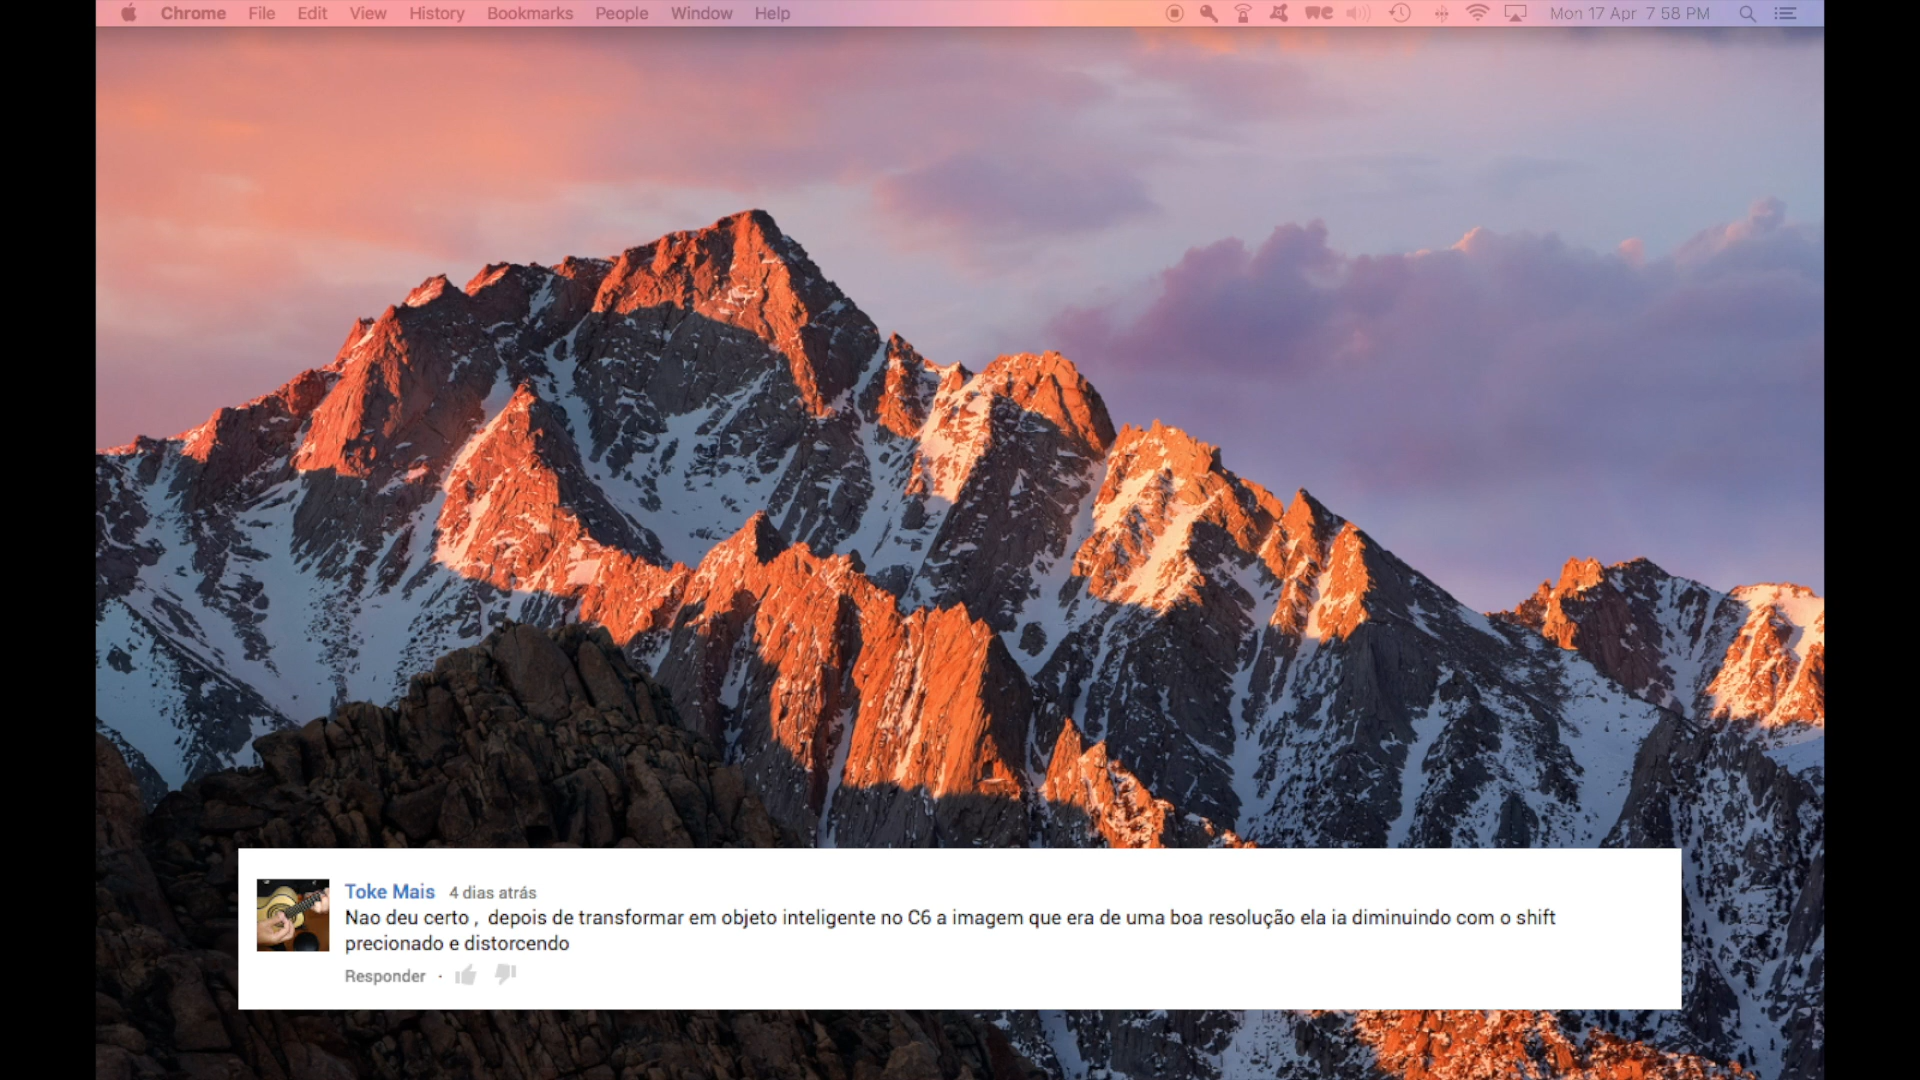 Chrome File Edit View History Bookmarks People Window Help we Mon 17 Apr 7 58 PM
Toke Mais 4 dias atrás
Nao deu certo , depois de transformar em objeto inteligente no C6 a imagem que era de uma boa resolução ela ia diminuindo com o shift
precionado e distorcendo
Responder ·